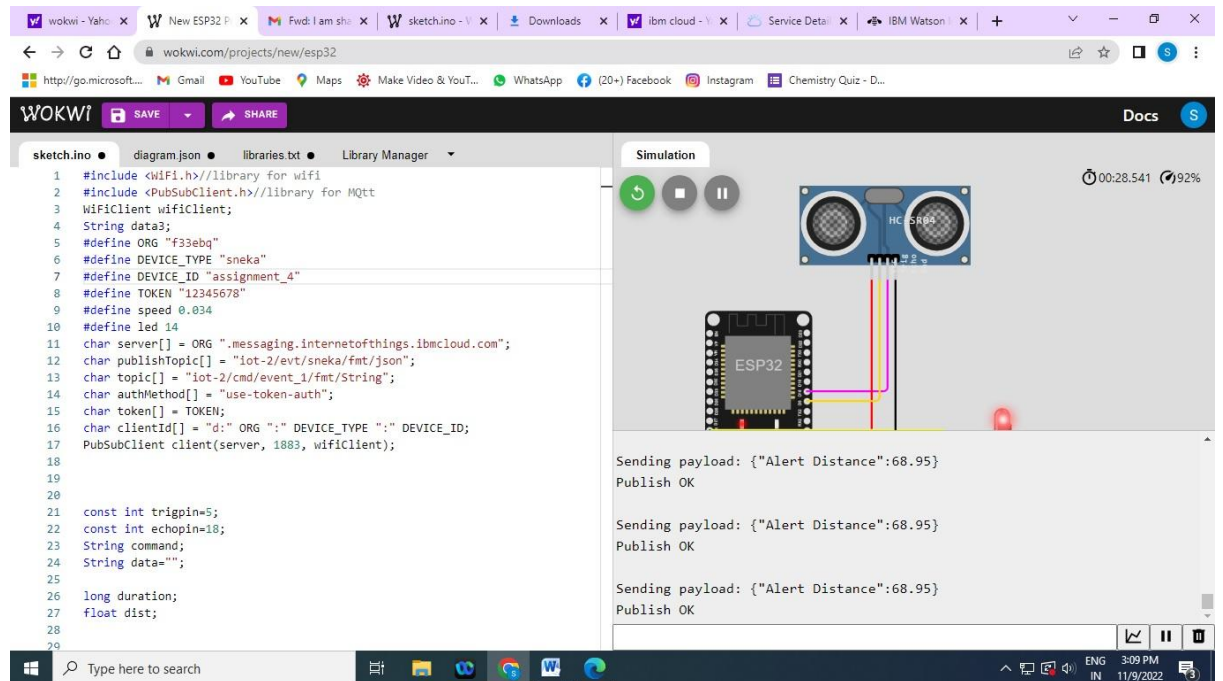 wokwi - Yaho
New ESP32 P
Fwd: I am sha
sketch.ino - V
Downloads
ibm cloud - Y
Service Detail
IBM Watson
wokwi.com/projects/new/esp32
http://go.microsoft....
Gmail
YouTube
Maps
Make Video & YouT...
WhatsApp
(20+) Facebook
Instagram
Chemistry Quiz - D...
WOKWi
SAVE
SHARE
Docs
S
sketch.ino
diagram.json
libraries.txt
Library Manager
1 #include <WiFi.h>//library for wifi
2 #include <PubSubClient.h>//library for MQtt
3 WiFiClient wifiClient;
4 String data3;
5 #define ORG "f33ebq"
6 #define DEVICE_TYPE "sneka"
7 #define DEVICE_ID "assignment_4"
8 #define TOKEN "12345678"
9 #define speed 0.034
10 #define led 14
11 char server[] = ORG ".messaging.internetofthings.ibmcloud.com";
12 char publishTopic[] = "iot-2/evt/sneka/fmt/json";
13 char topic[] = "iot-2/cmd/event_1/fmt/String";
14 char authMethod[] = "use-token-auth";
15 char token[] = TOKEN;
16 char clientId[] = "d:" ORG ":" DEVICE_TYPE ":" DEVICE_ID;
17 PubSubClient client(server, 1883, wifiClient);
18
19
20
21 const int trigpin=5;
22 const int echopin=18;
23 String command;
24 String data="";
25
26 long duration;
27 float dist;
28
29
Simulation
00:28.541
92%
HC-SR04
ESP32
Sending payload: {"Alert Distance":68.95}
Publish OK
Sending payload: {"Alert Distance":68.95}
Publish OK
Sending payload: {"Alert Distance":68.95}
Publish OK
Type here to search
ENG
IN
3:09 PM
11/9/2022
3